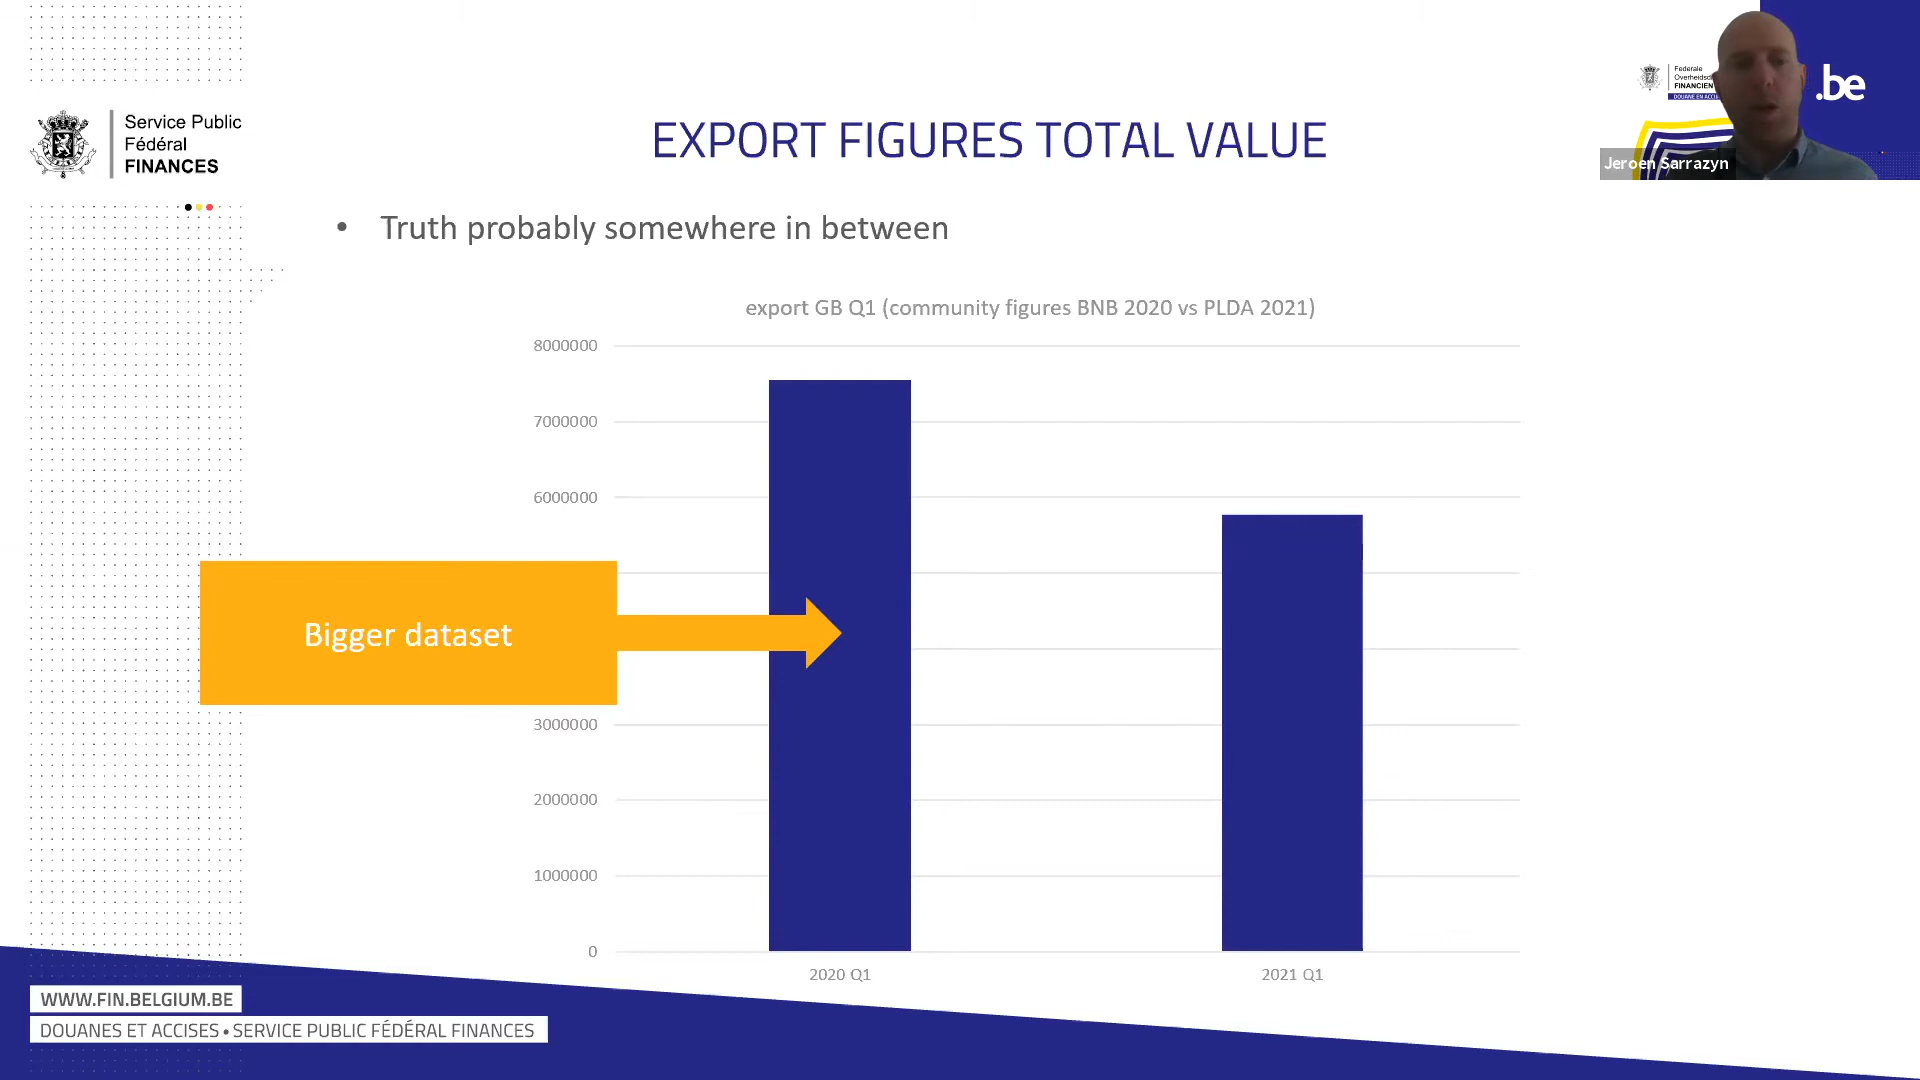 Service Public
Fédéral
FINANCES
EXPORT FIGURES TOTAL VALUE
Federale
FINANCIEN
.be
Jeroen Sarrazyn
• Truth probably somewhere in between
export GB Q1 (community figures BNB 2020 vs PLDA 2021)
8000000
7000000
6000000
Bigger dataset
3000000
2000000
1000000
0
2020 Q1
2021 Q1
WWW.FIN.BELGIUM.BE
DOUANES ET ACCISES • SERVICE PUBLIC FÉDÉRAL FINANCES